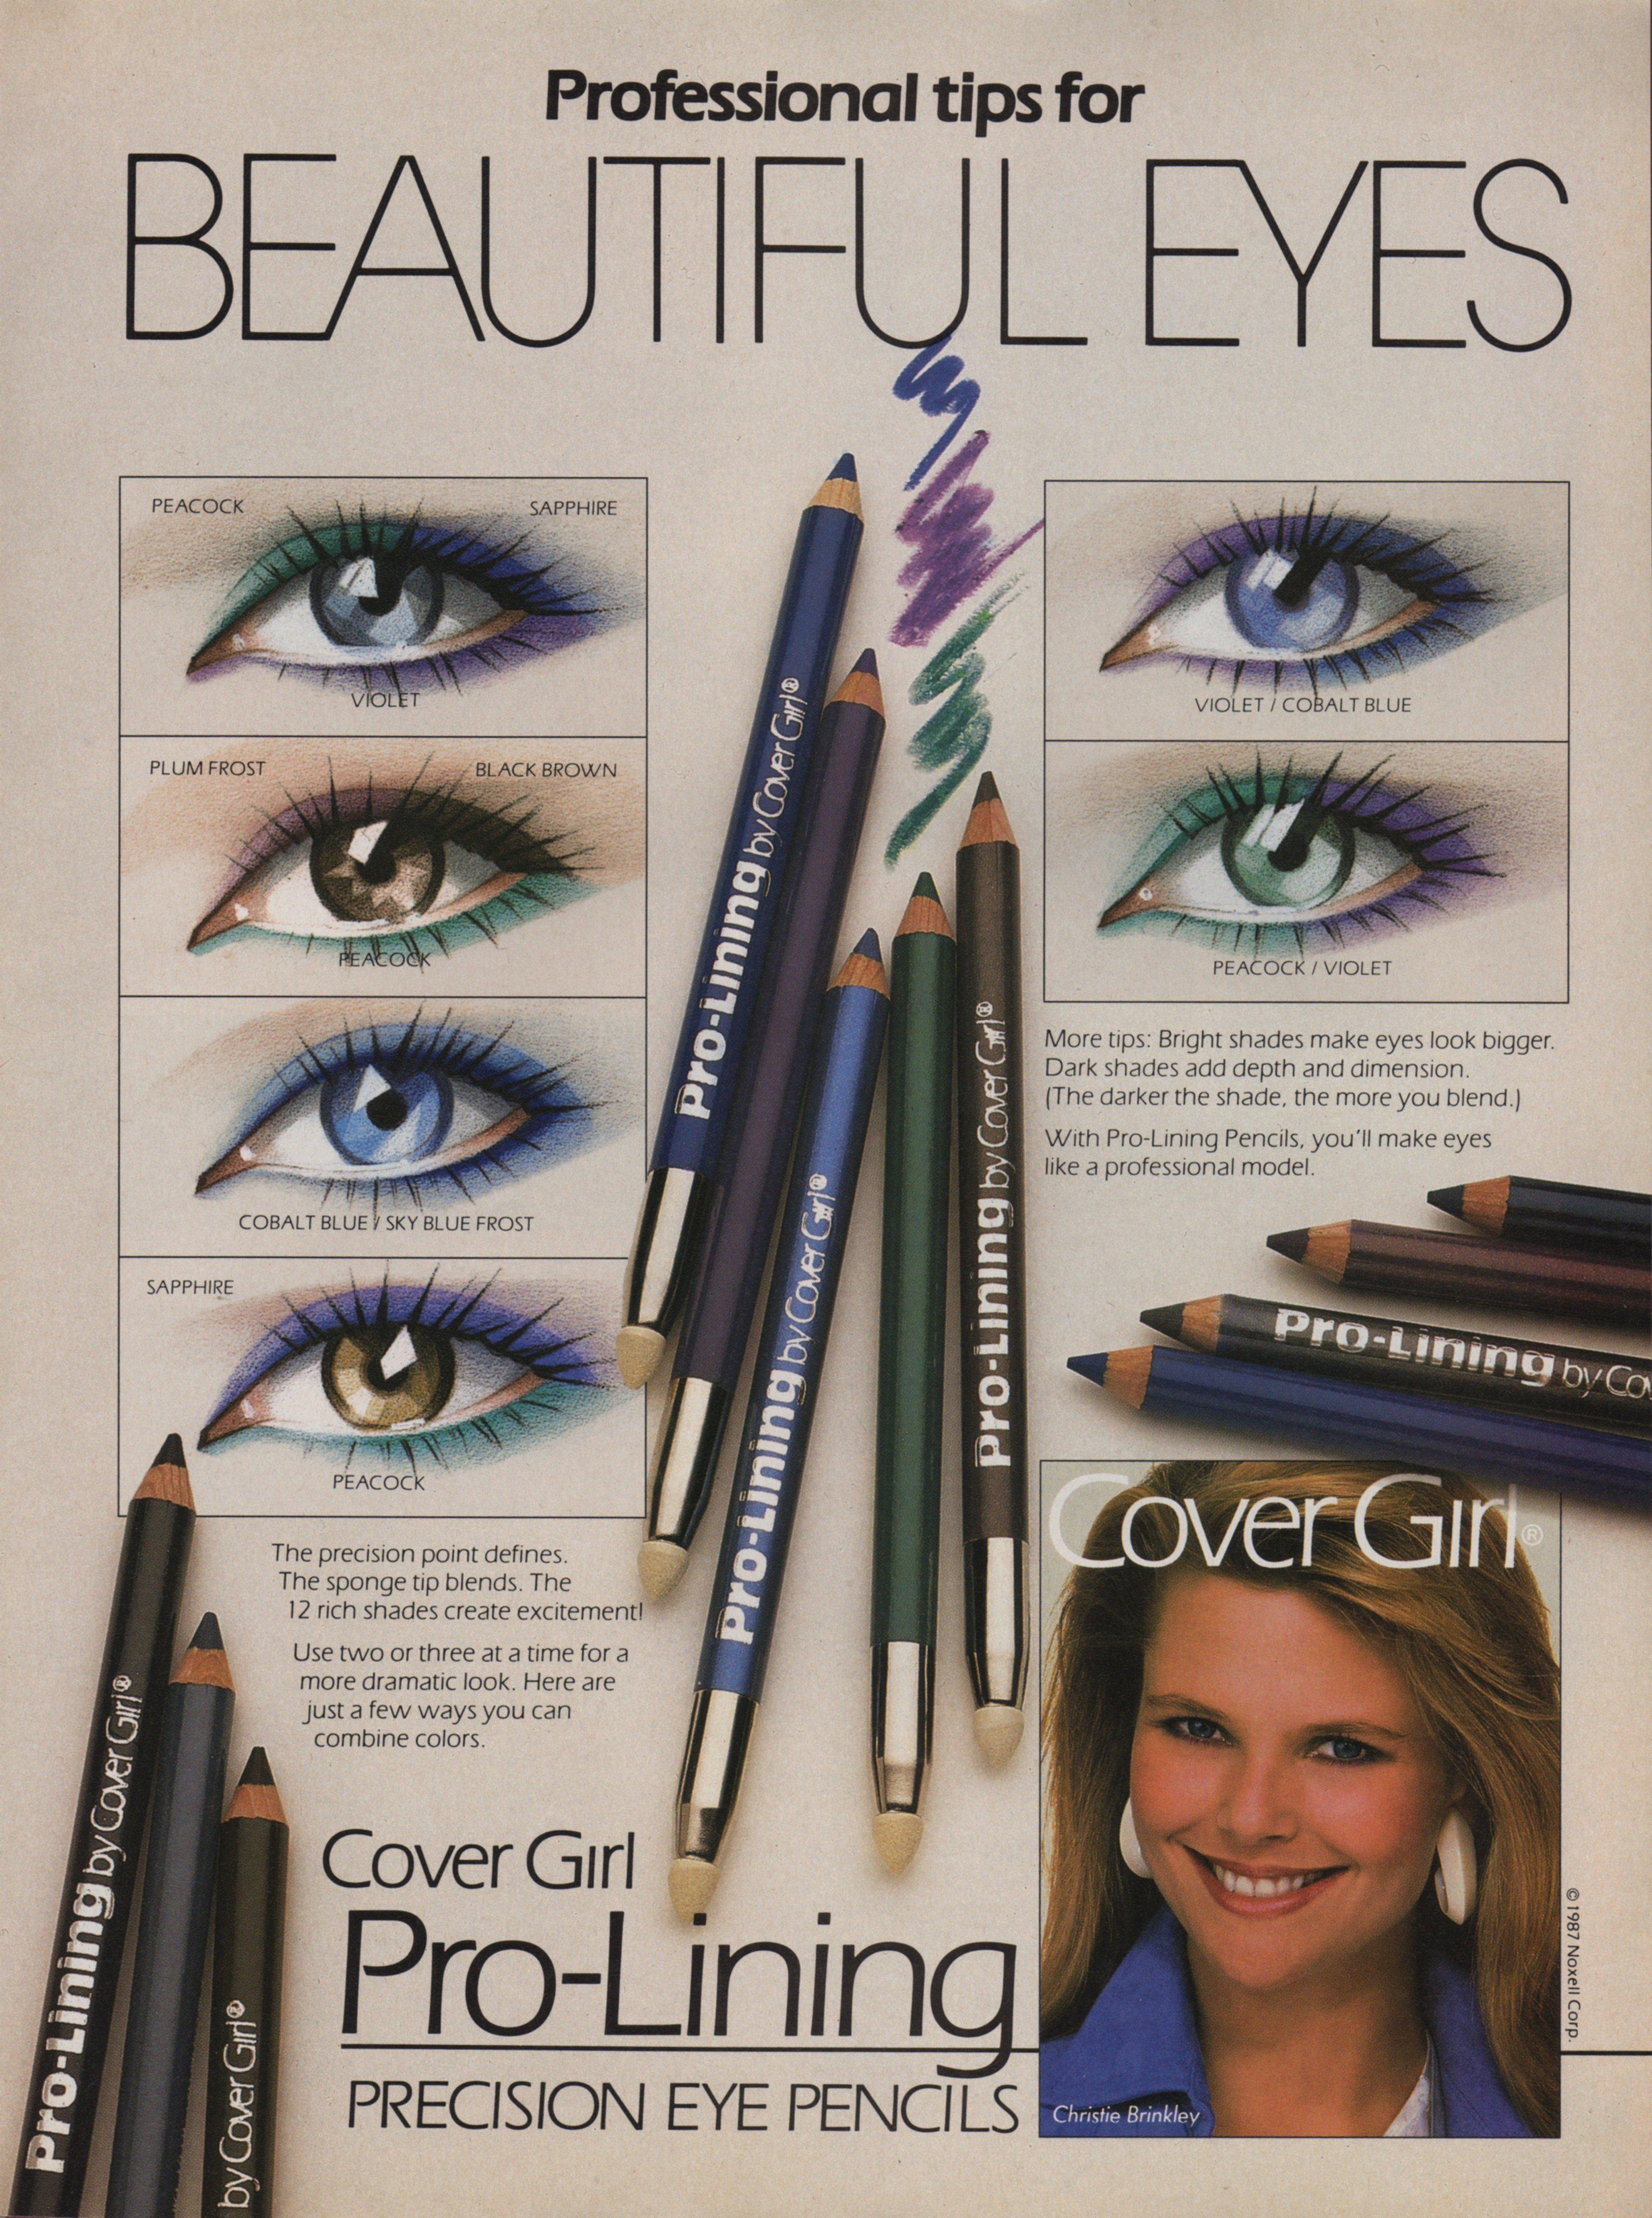 Professional tips for
BEAUTIFUL EYES
PEACOCK
SAPPHIRE
VIOLET
PLUM FROST
BLACK BROWN
PEACOCK
COBALT BLUE / SKY BLUE FROST
SAPPHIRE
PEACOCK
The precision point defines.
The sponge tip blends. The
12 rich shades create excitement!
Use two or three at a time for a
more dramatic look. Here are
just a few ways you can
combine colors.
Pro-Lining by Cover Girl®
by Cover Girl®
Pro-Lining by Cover Girl®
Pro-Lining by Cover Girl®
Pro-Lining by Cover Girl®
VIOLET / COBALT BLUE
PEACOCK / VIOLET
More tips: Bright shades make eyes look bigger.
Dark shades add depth and dimension.
(The darker the shade, the more you blend.)
With Pro-Lining Pencils, you'll make eyes
like a professional model.
Pro-Lining by Cov
Cover Girl®
Christie Brinkley
© 1987 Noxell Corp.
Cover Girl
Pro-Lining
PRECISION EYE PENCILS